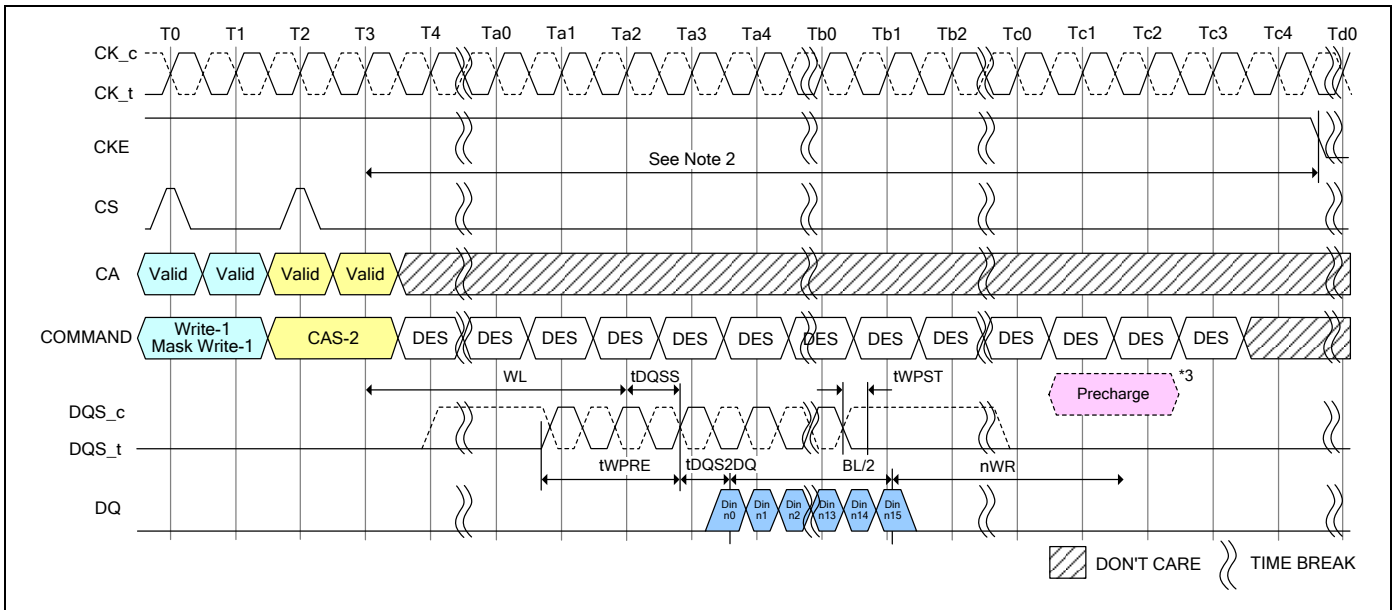 T0 T1 T2 T3 T4 Ta0 Ta1 Ta2 Ta3 Ta4 Tb0 Tb1 Tb2 Tc0 Tc1 Tc2 Tc3 Tc4 Td0
CK_c
CK_t
CKE
See Note 2
CS
CA Valid Valid Valid Valid
COMMAND Write-1 Mask Write-1 CAS-2 DES DES DES DES DES DES DES DES DES DES DES DES DES
WL tDQSS tWPST
Precharge *3
DQS_c
DQS_t
tWPRE tDQS2DQ BL/2 nWR
DQ Din n0 Din n1 Din n2 Din n13 Din n14 Din n15
DON'T CARE TIME BREAK